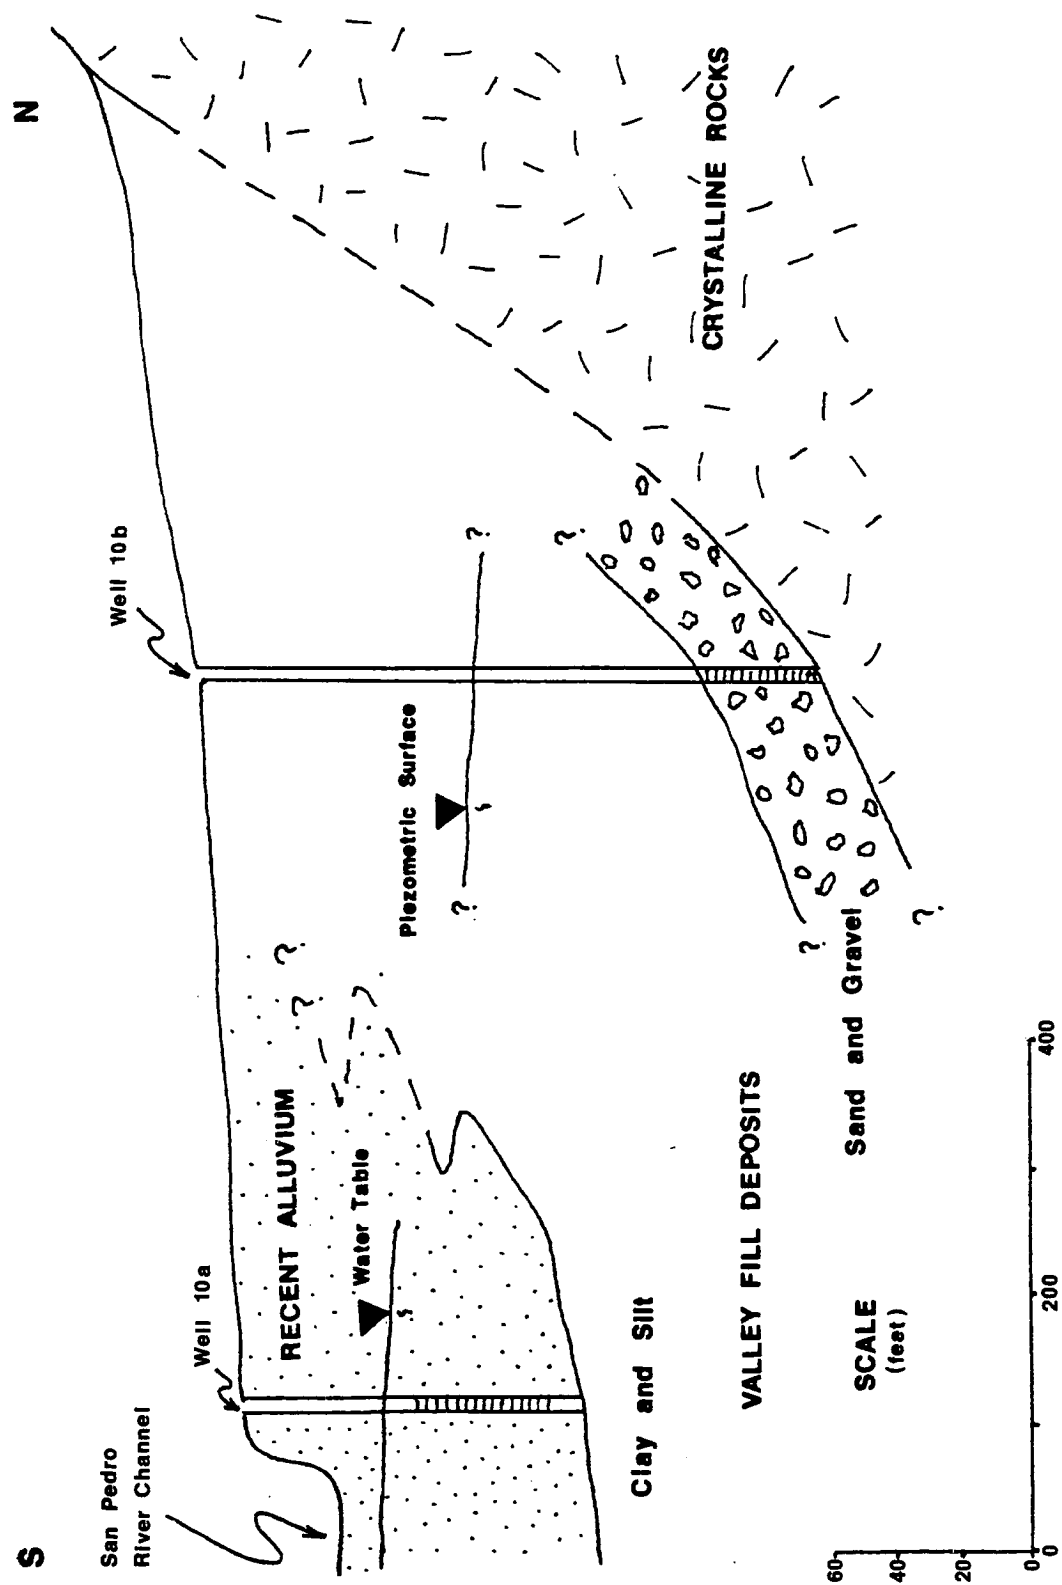 S
N
San Pedro
River Channel
Well 10a
Well 10b
RECENT ALLUVIUM
Water Table
Piezometric Surface
? ?
? ?
? ?
? ?
Clay and Silt
VALLEY FILL DEPOSITS
Sand and Gravel
CRYSTALLINE ROCKS
SCALE
(feet)
60
40
20
0
0 200 400